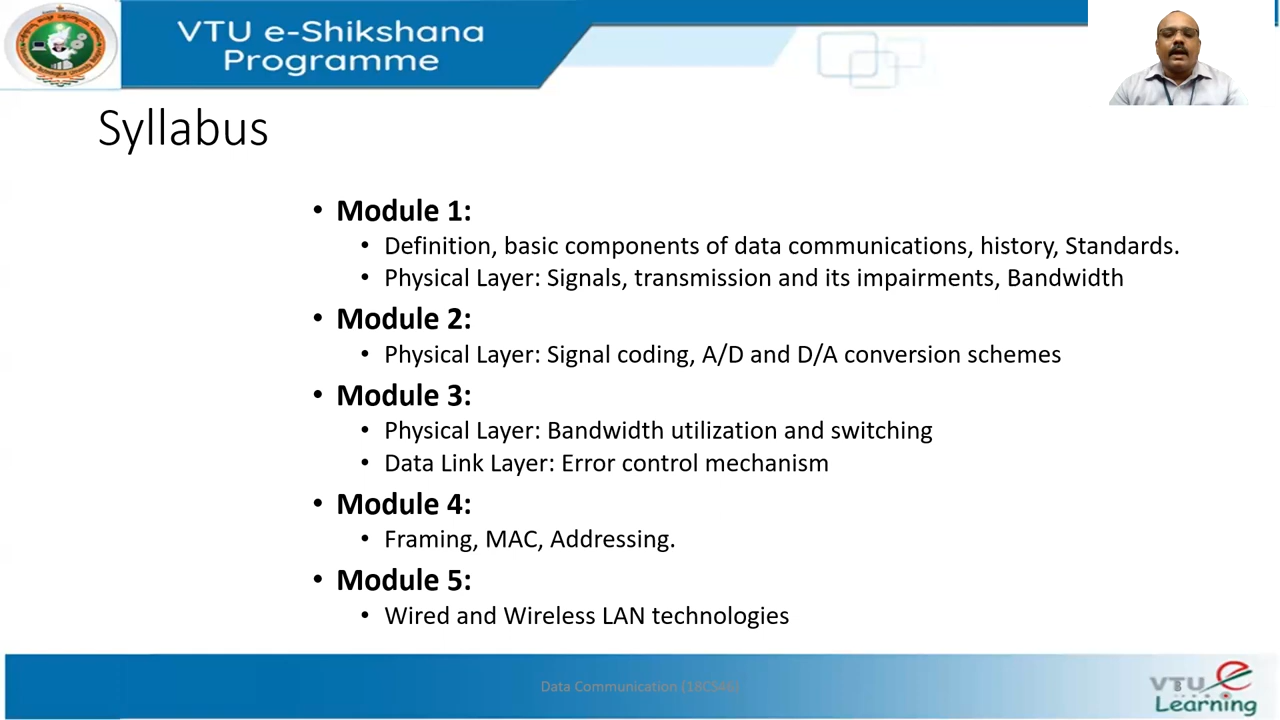 VTU e-Shikshana
Programme
Syllabus
• Module 1:
• Definition, basic components of data communications, history, Standards.
• Physical Layer: Signals, transmission and its impairments, Bandwidth
• Module 2:
• Physical Layer: Signal coding, A/D and D/A conversion schemes
• Module 3:
• Physical Layer: Bandwidth utilization and switching
• Data Link Layer: Error control mechanism
• Module 4:
• Framing, MAC, Addressing.
• Module 5:
• Wired and Wireless LAN technologies
Data Communication (18CS46)
VTU e
Learning